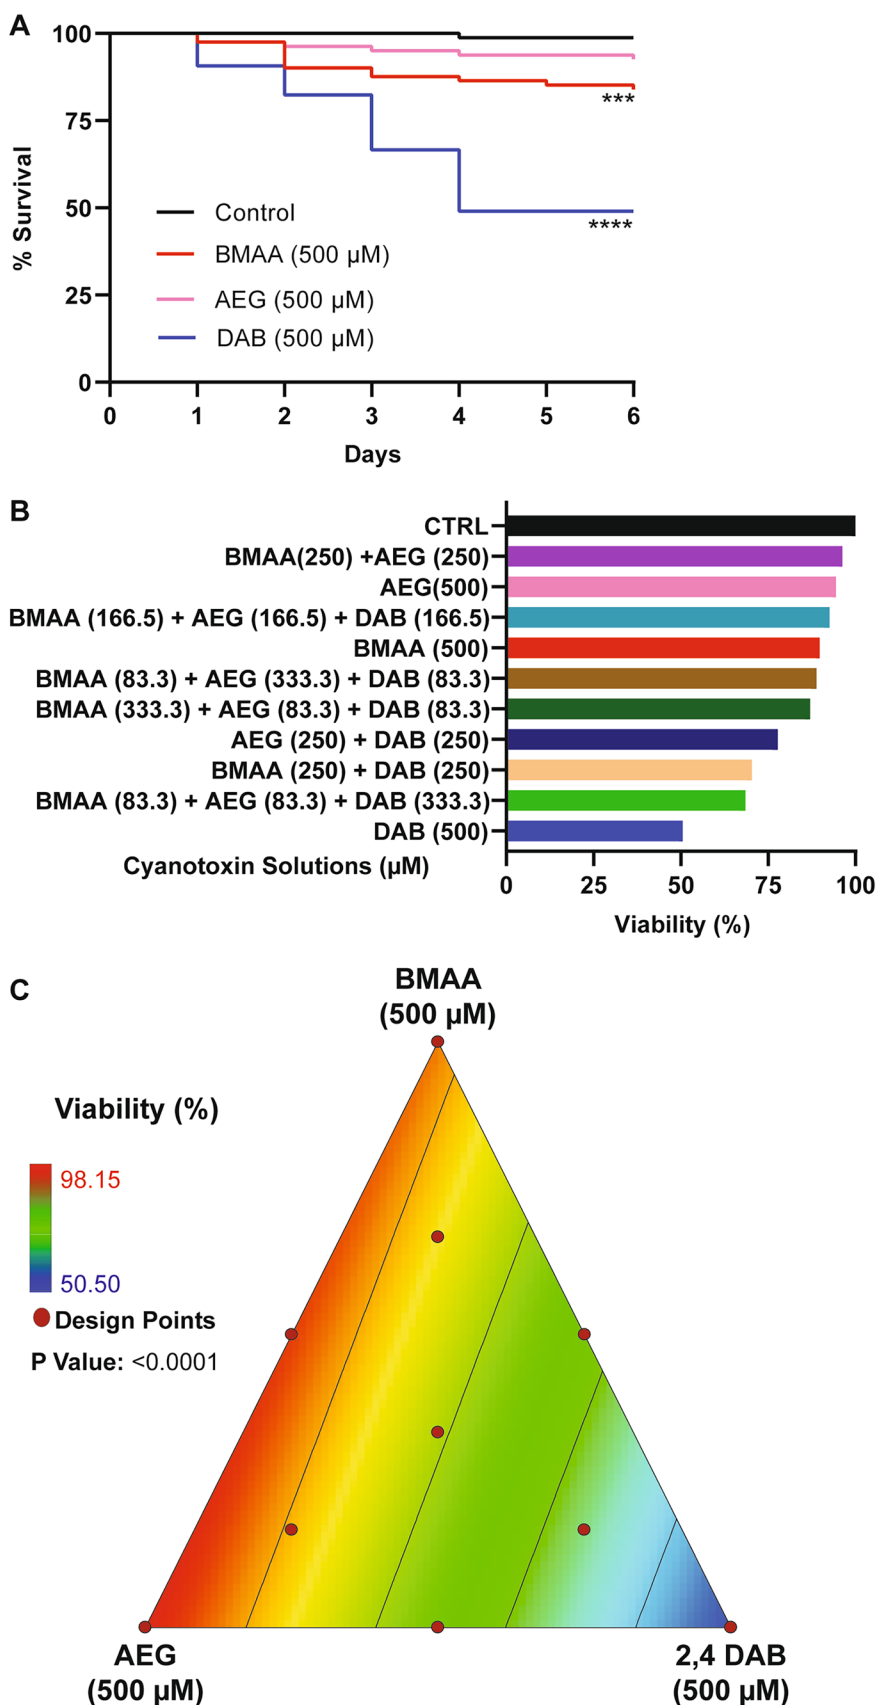 A
100
75
50
25
0
% Survival
Control
BMAA (500 µM)
AEG (500 µM)
DAB (500 µM)
***
****
0 1 2 3 4 5 6
Days
B
CTRL
BMAA(250) +AEG (250)
AEG(500)
BMAA (166.5) + AEG (166.5) + DAB (166.5)
BMAA (500)
BMAA (83.3) + AEG (333.3) + DAB (83.3)
BMAA (333.3) + AEG (83.3) + DAB (83.3)
AEG (250) + DAB (250)
BMAA (250) + DAB (250)
BMAA (83.3) + AEG (83.3) + DAB (333.3)
DAB (500)
Cyanotoxin Solutions (µM)
0 25 50 75 100
Viability (%)
C
BMAA
(500 µM)
Viability (%)
98.15
50.50
Design Points
P Value: <0.0001
AEG
(500 µM)
2,4 DAB
(500 µM)